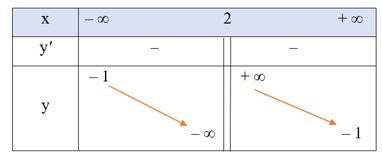 x – ∞ 2 + ∞
y′ – –
– 1 + ∞
y
– ∞ – 1